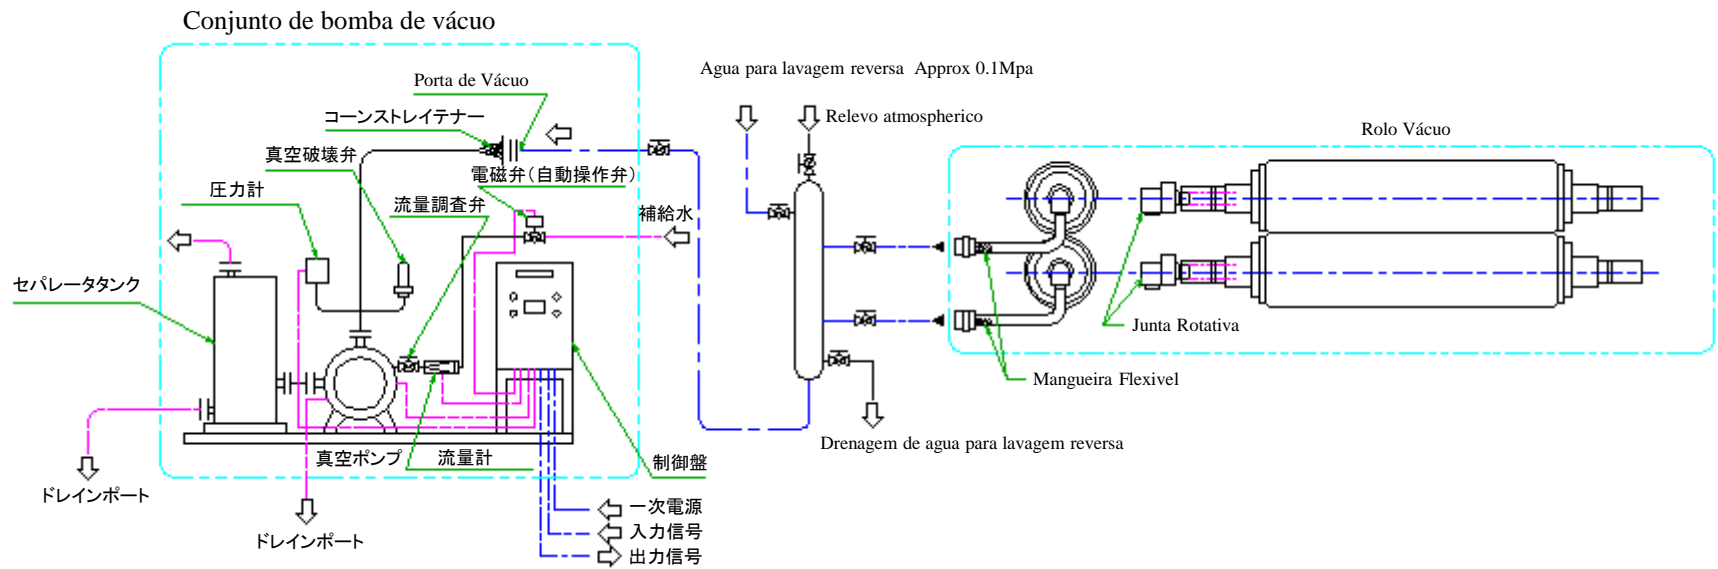 Conjunto de bomba de vácuo
Agua para lavagem reversa  Approx 0.1Mpa
Porta de Vácuo
コーンストレイテナー
Relevo atmospherico
Rolo Vácuo
真空破壊弁
電磁弁（自動操作弁）
圧力計
流量調査弁
補給水
セパレータタンク
Junta Rotativa
Mangueira Flexivel
Drenagem de agua para lavagem reversa
真空ポンプ
流量計
制御盤
ドレインポート
一次電源
入力信号
ドレインポート
出力信号